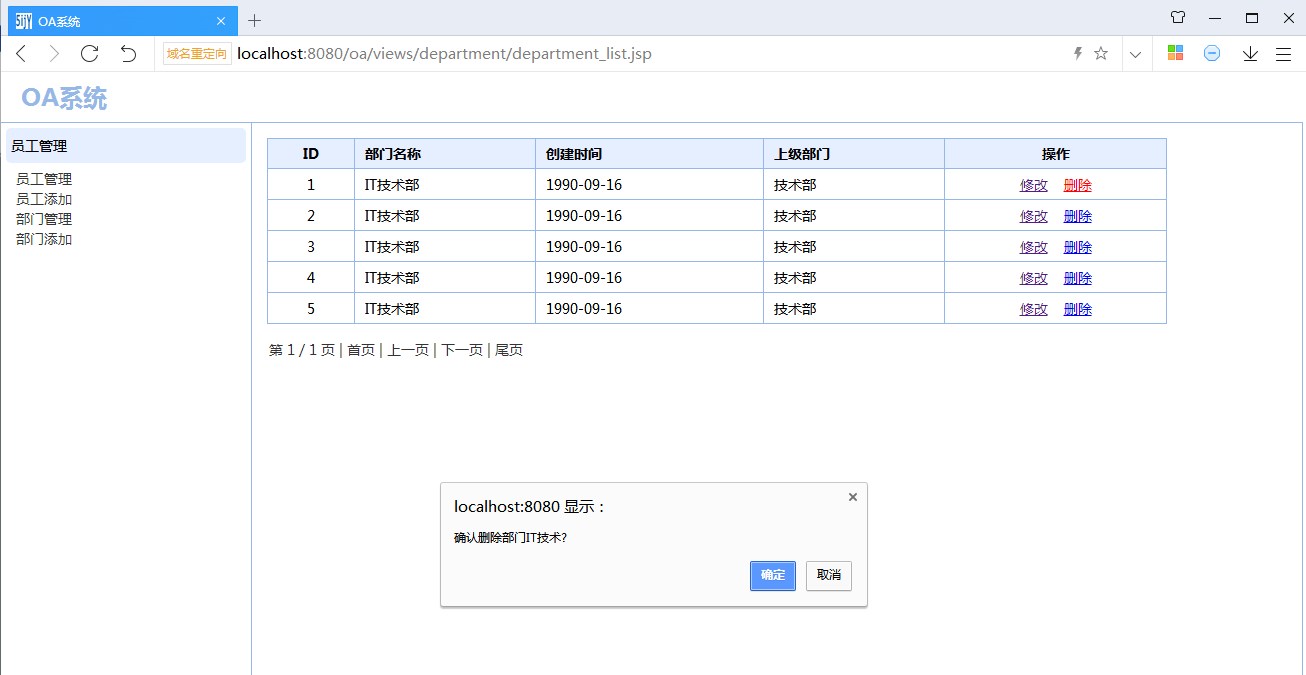 51jy OA系统
域名重定向 localhost:8080/oa/views/department/department_list.jsp
OA系统
员工管理
员工管理
员工添加
部门管理
部门添加
ID 部门名称 创建时间 上级部门 操作
1 IT技术部 1990-09-16 技术部 修改 删除
2 IT技术部 1990-09-16 技术部 修改 删除
3 IT技术部 1990-09-16 技术部 修改 删除
4 IT技术部 1990-09-16 技术部 修改 删除
5 IT技术部 1990-09-16 技术部 修改 删除
第 1 / 1 页 | 首页 | 上一页 | 下一页 | 尾页
localhost:8080 显示：
确认删除部门IT技术?
确定 取消